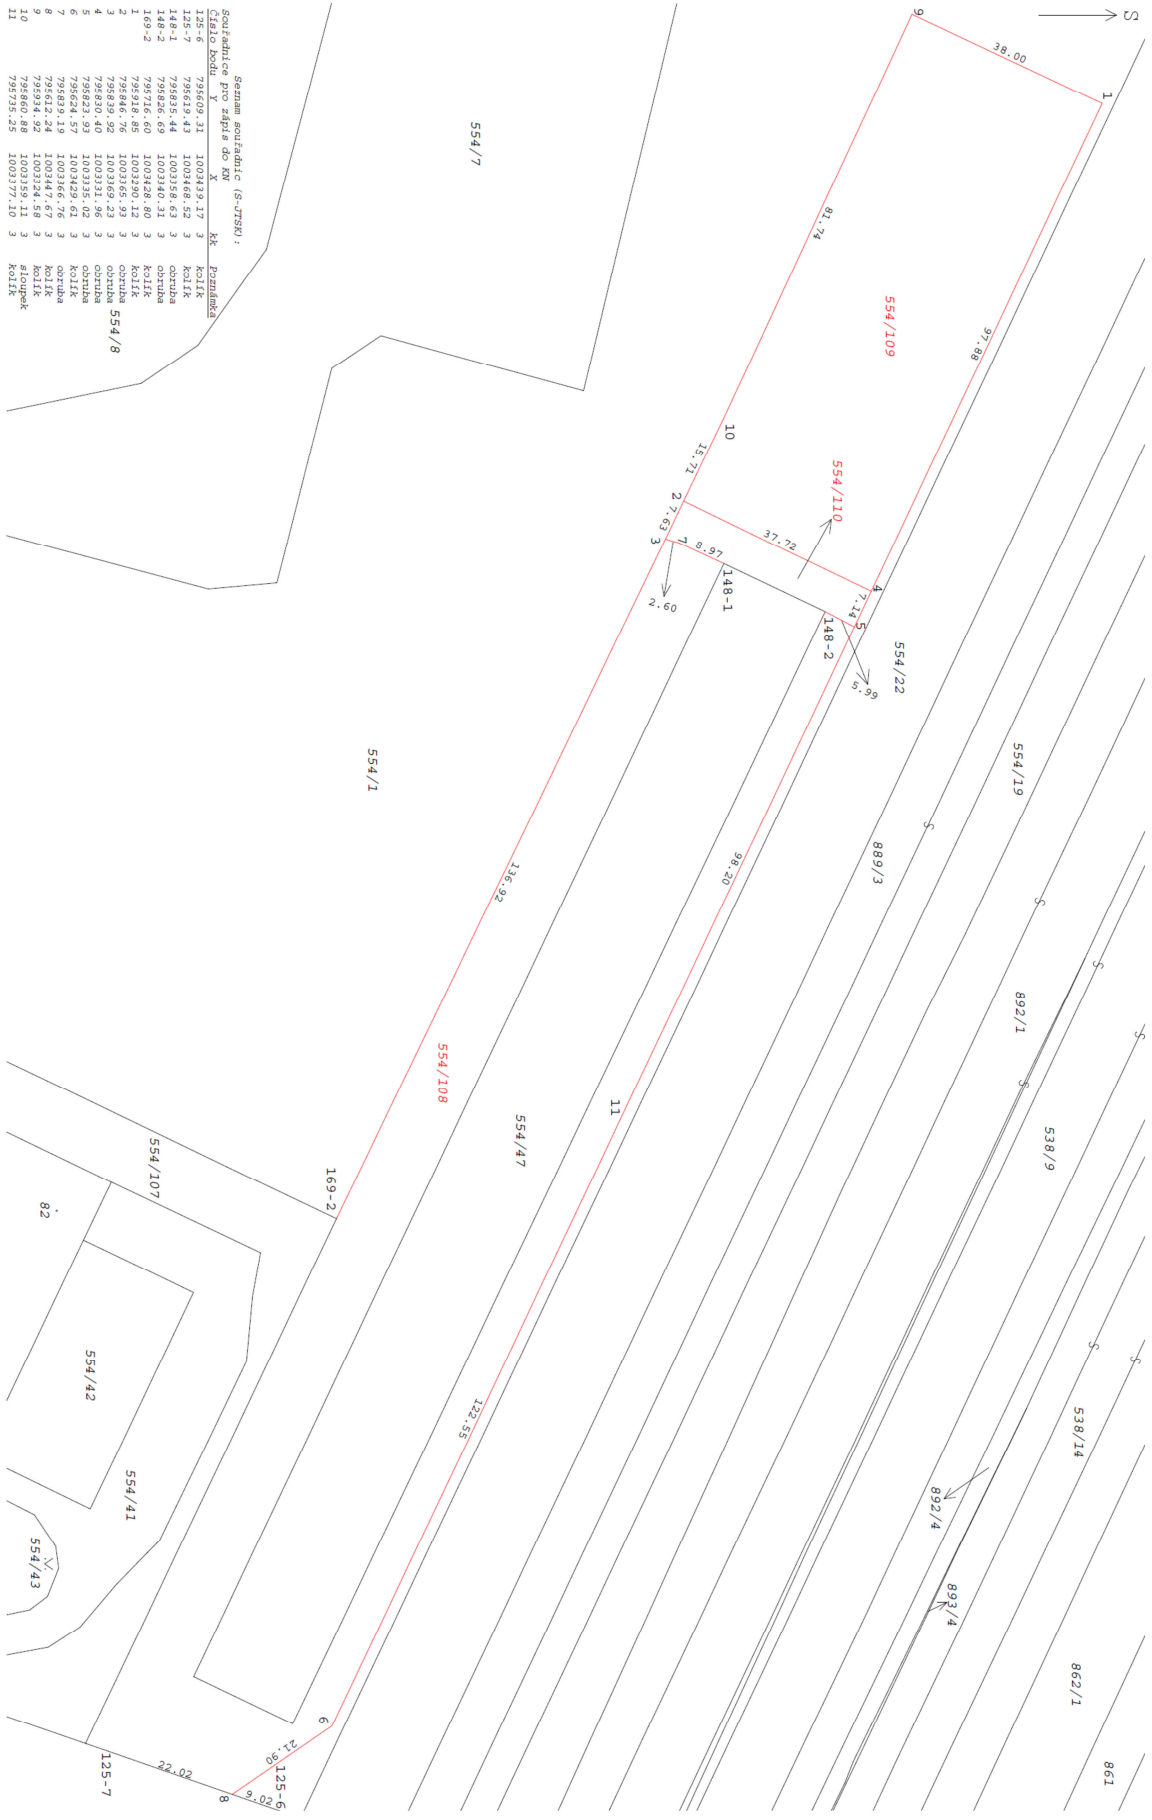 S
9
1
38.00
81.74
97.88
554/109
554/7
10
15.71
2
7.63
3
7
8.97
2.60
37.72
554/110
4
7.14
5
148-1
148-2
5.99
554/22
554/19
889/3
892/1
538/9
538/14
892/4
893/4
862/1
861
554/1
136.92
98.20
11
554/108
554/47
122.55
169-2
554/107
82
554/42
554/41
554/43
6
21.90
125-6
9.02
8
22.02
125-7
554/8
Seznam souřadnic (S-JTSK):
Souřadnice pro zápis do KN
Číslo bodu Y X kk Poznámka
125-6 795609.31 1003439.17 3 kolík
125-7 795619.43 1003468.52 3 kolík
148-1 795835.44 1003358.63 3 obruba
148-2 795826.69 1003340.31 3 obruba
169-2 795716.60 1003428.80 3 kolík
1 795918.85 1003290.12 3 kolík
2 795846.76 1003365.93 3 obruba
3 795839.92 1003369.23 3 obruba
4 795830.40 1003331.96 3 obruba
5 795823.93 1003335.02 3 obruba
6 795624.57 1003429.61 3 kolík
7 795839.19 1003366.76 3 obruba
8 795612.24 1003447.67 3 kolík
9 795934.92 1003324.58 3 kolík
10 795860.88 1003359.11 3 sloupek
11 795735.25 1003377.10 3 kolík